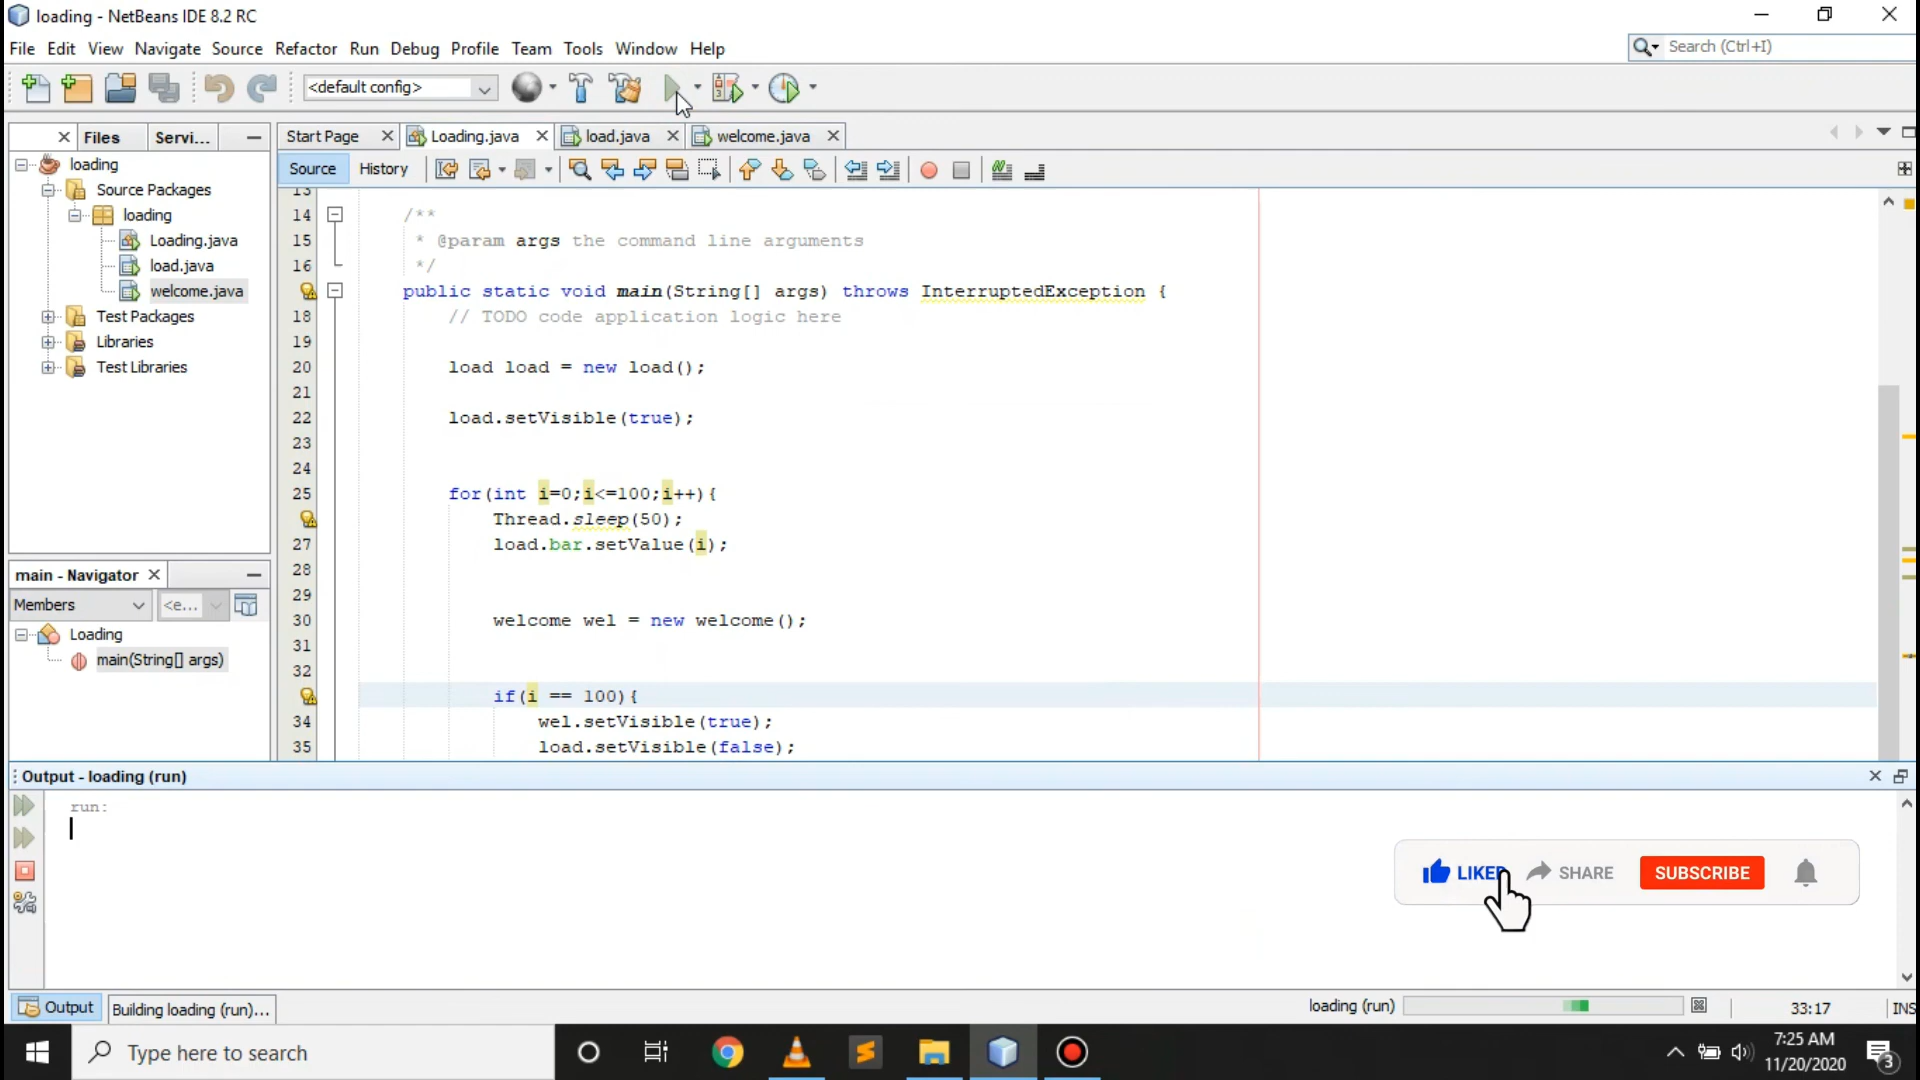 loading - NetBeans IDE 8.2 RC
File Edit View Navigate Source Refactor Run Debug Profile Team Tools Window Help
Search (Ctrl+I)
<default config>
Files
Servi...
Start Page
Loading.java
load.java
welcome.java
Source
History
loading
Source Packages
loading
Loading.java
load.java
welcome.java
Test Packages
Libraries
Test Libraries
main - Navigator
Members
<e...
Loading
main(String[] args)
13
14 /**
15 * @param args the command line arguments
16 */
public static void main(String[] args) throws InterruptedException {
18 // TODO code application logic here
19
20 load load = new load();
21
22 load.setVisible(true);
23
24
25 for(int i=0;i<=100;i++){
Thread.sleep(50);
27 load.bar.setValue(i);
28
29
30 welcome wel = new welcome();
31
32
if(i == 100){
34 wel.setVisible(true);
35 load.setVisible(false);
Output - loading (run)
run:
LIKED
SHARE
SUBSCRIBE
Output
Building loading (run)...
loading (run)
33:17
INS
Type here to search
7:25 AM
11/20/2020
3